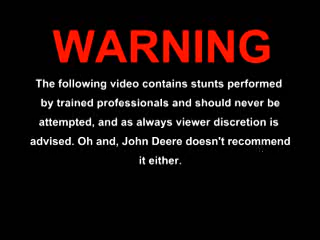 WARNING
The following video contains stunts performed
by trained professionals and should never be
attempted, and as always viewer discretion is
advised. Oh and, John Deere doesn't recommend
it either.